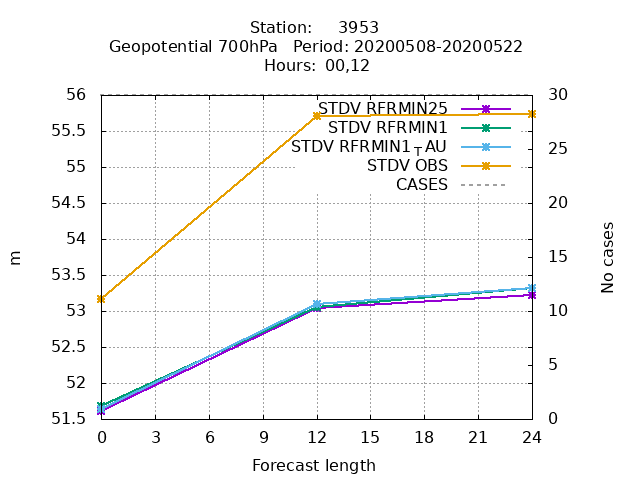 Station: 3953
Geopotential 700hPa Period: 20200508-20200522
Hours: 00,12
56
55.5
55
54.5
54
53.5
53
52.5
52
51.5
30
25
20
15
10
5
0
STDV RFRMIN25
STDV RFRMIN1
STDV RFRMIN1TAU
STDV OBS
CASES
m
No cases
0 3 6 9 12 15 18 21 24
Forecast length